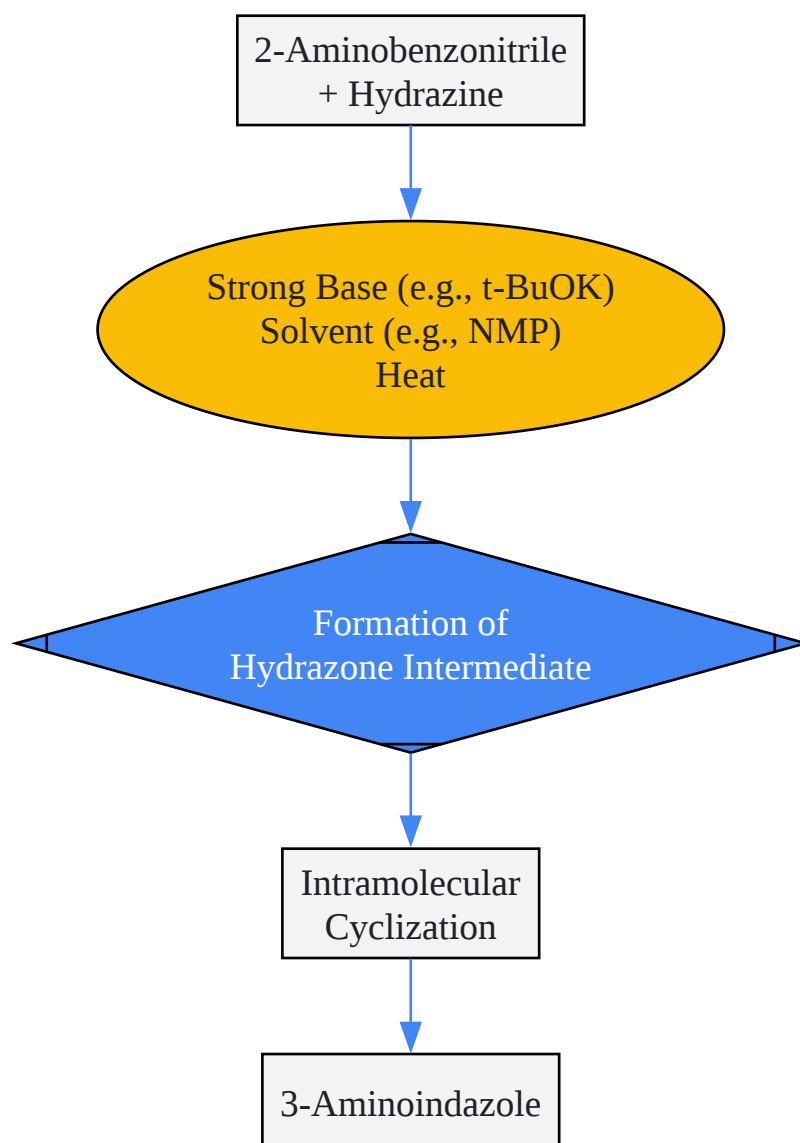 2-Aminobenzonitrile
+ Hydrazine
Strong Base (e.g., t-BuOK)
Solvent (e.g., NMP)
Heat
Formation of
Hydrazone Intermediate
Intramolecular
Cyclization
3-Aminoindazole